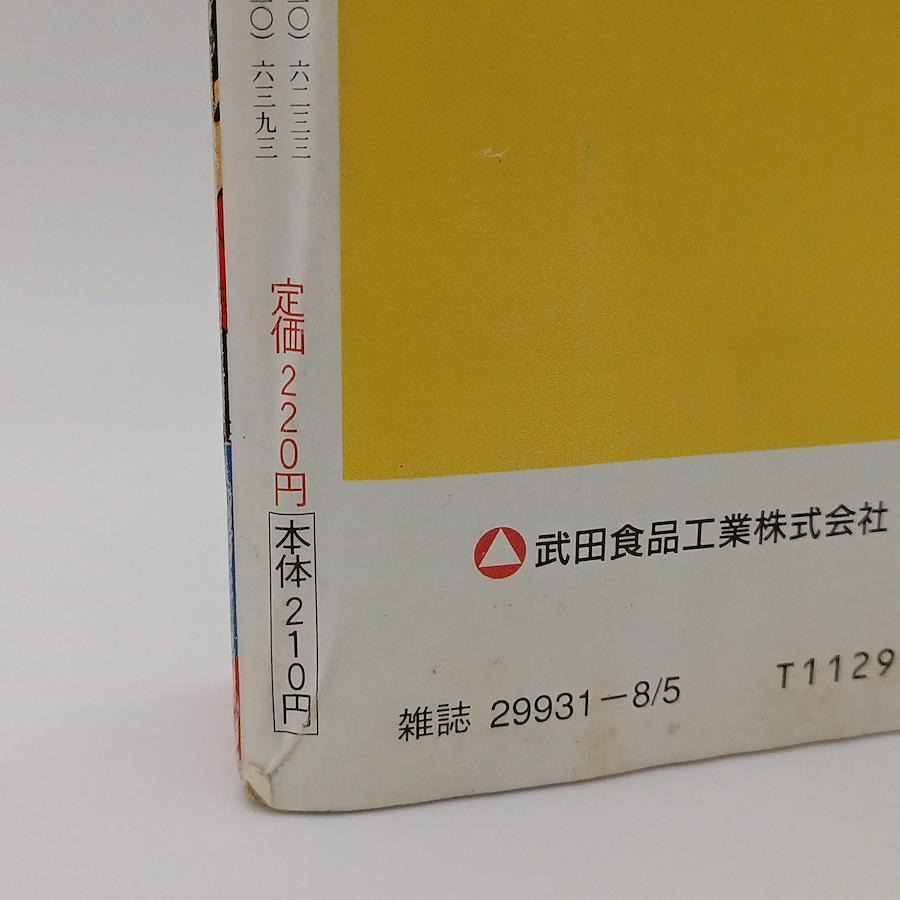 〇）六二三三
〇）六三九三
定価220円
本体210円
武田食品工業株式会社
雑誌 29931－8/5
T1129